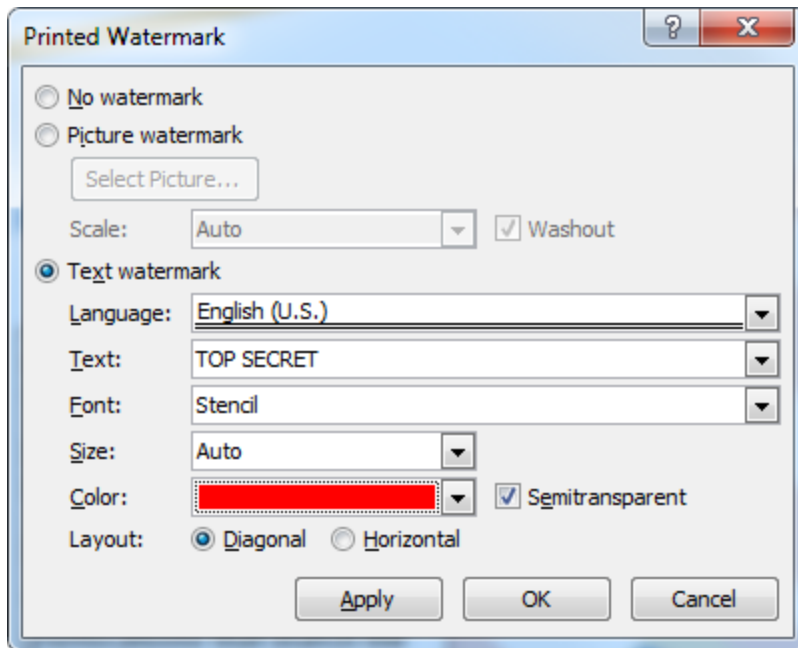 Printed Watermark
No watermark
Picture watermark
Select Picture...
Scale: Auto Washout
Text watermark
Language: English (U.S.)
Text: TOP SECRET
Font: Stencil
Size: Auto
Color: Semitransparent
Layout: Diagonal Horizontal
Apply OK Cancel